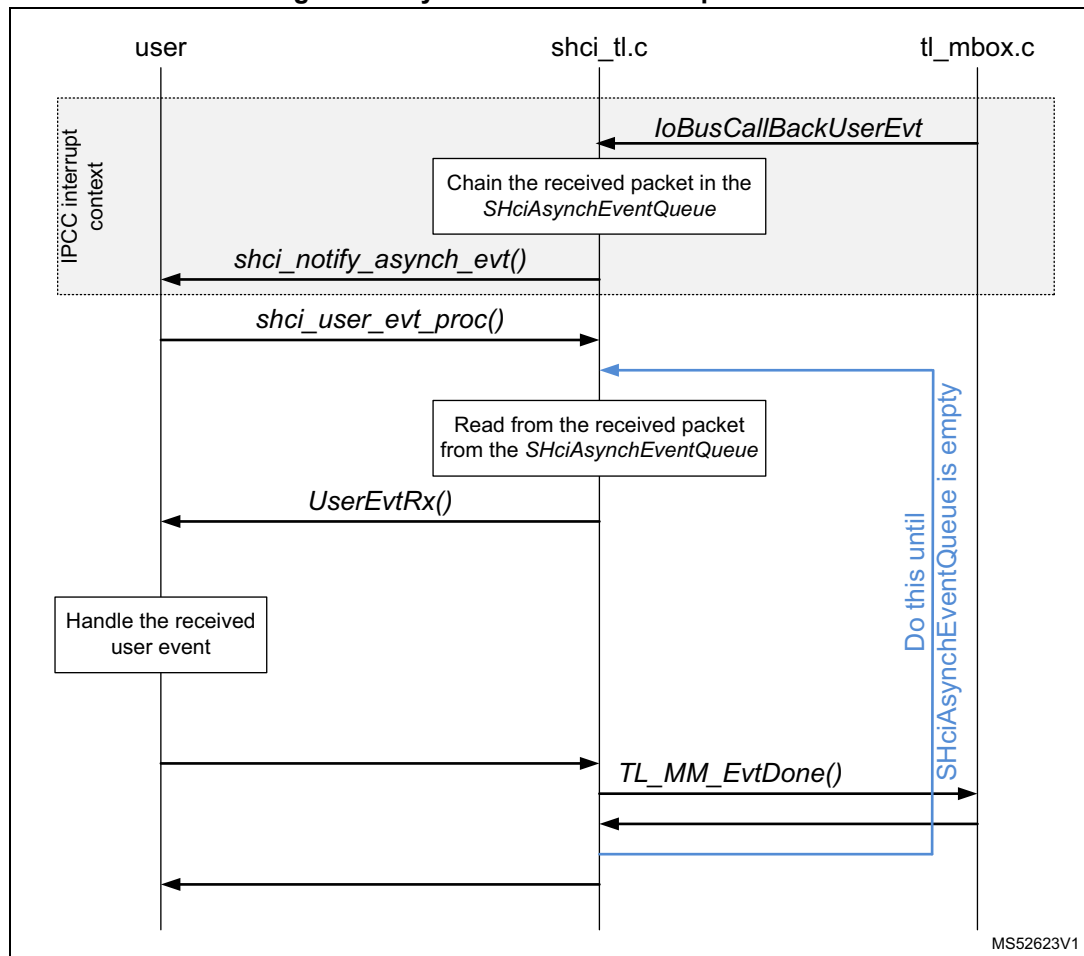 user shci_tl.c tl_mbox.c
IoBusCallBackUserEvt
IPCC interrupt
context
Chain the received packet in the
SHciAsynchEventQueue
shci_notify_asynch_evt()
shci_user_evt_proc()
Read from the received packet
from the SHciAsynchEventQueue
UserEvtRx()
Do this until
SHciAsynchEventQueue is empty
Handle the received
user event
TL_MM_EvtDone()
MS52623V1